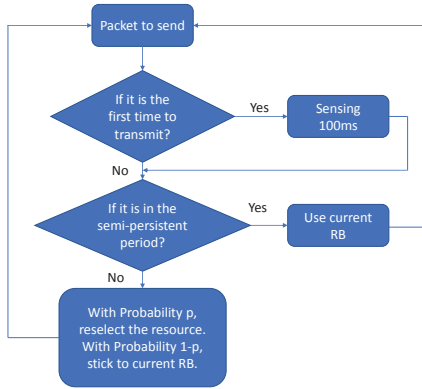 Packet to send
If it is the
first time to
transmit?
Yes
Sensing
100ms
No
If it is in the
semi-persistent
period?
Yes
Use current
RB
No
With Probability p,
reselect the resource.
With Probability 1-p,
stick to current RB.